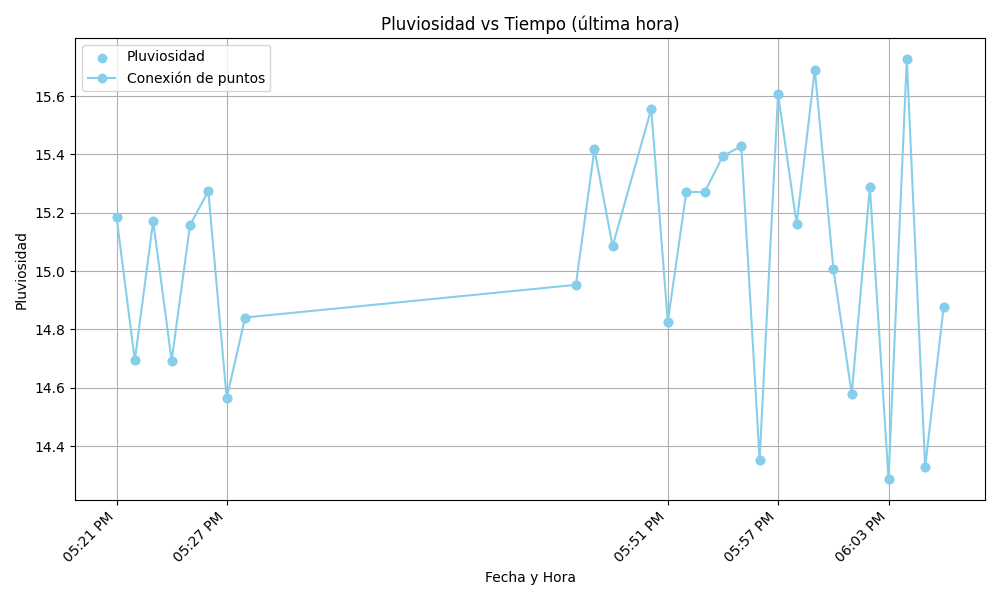 Pluviosidad vs Tiempo (última hora)
Pluviosidad
Conexión de puntos
Pluviosidad
15.6
15.4
15.2
15.0
14.8
14.6
14.4
05:21 PM
05:27 PM
05:51 PM
05:57 PM
06:03 PM
Fecha y Hora